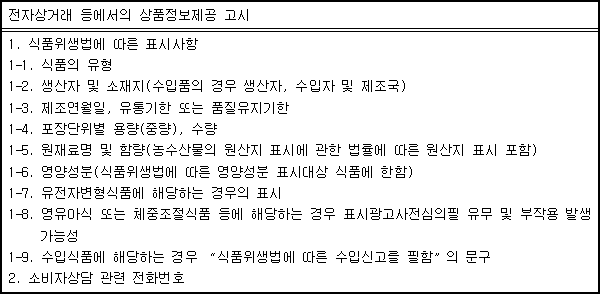 전자상거래 등에서의 상품정보제공 고시
1. 식품위생법에 따른 표시사항
1-1. 식품의 유형
1-2. 생산자 및 소재지(수입품의 경우 생산자, 수입자 및 제조국)
1-3. 제조연월일, 유통기한 또는 품질유지기한
1-4. 포장단위별 용량(중량), 수량
1-5. 원재료명 및 함량(농수산물의 원산지 표시에 관한 법률에 따른 원산지 표시 포함)
1-6. 영양성분(식품위생법에 따른 영양성분 표시대상 식품에 한함)
1-7. 유전자변형식품에 해당하는 경우의 표시
1-8. 영유아식 또는 체중조절식품 등에 해당하는 경우 표시광고사전심의필 유무 및 부작용 발생
가능성
1-9. 수입식품에 해당하는 경우 “식품위생법에 따른 수입신고를 필함”의 문구
2. 소비자상담 관련 전화번호